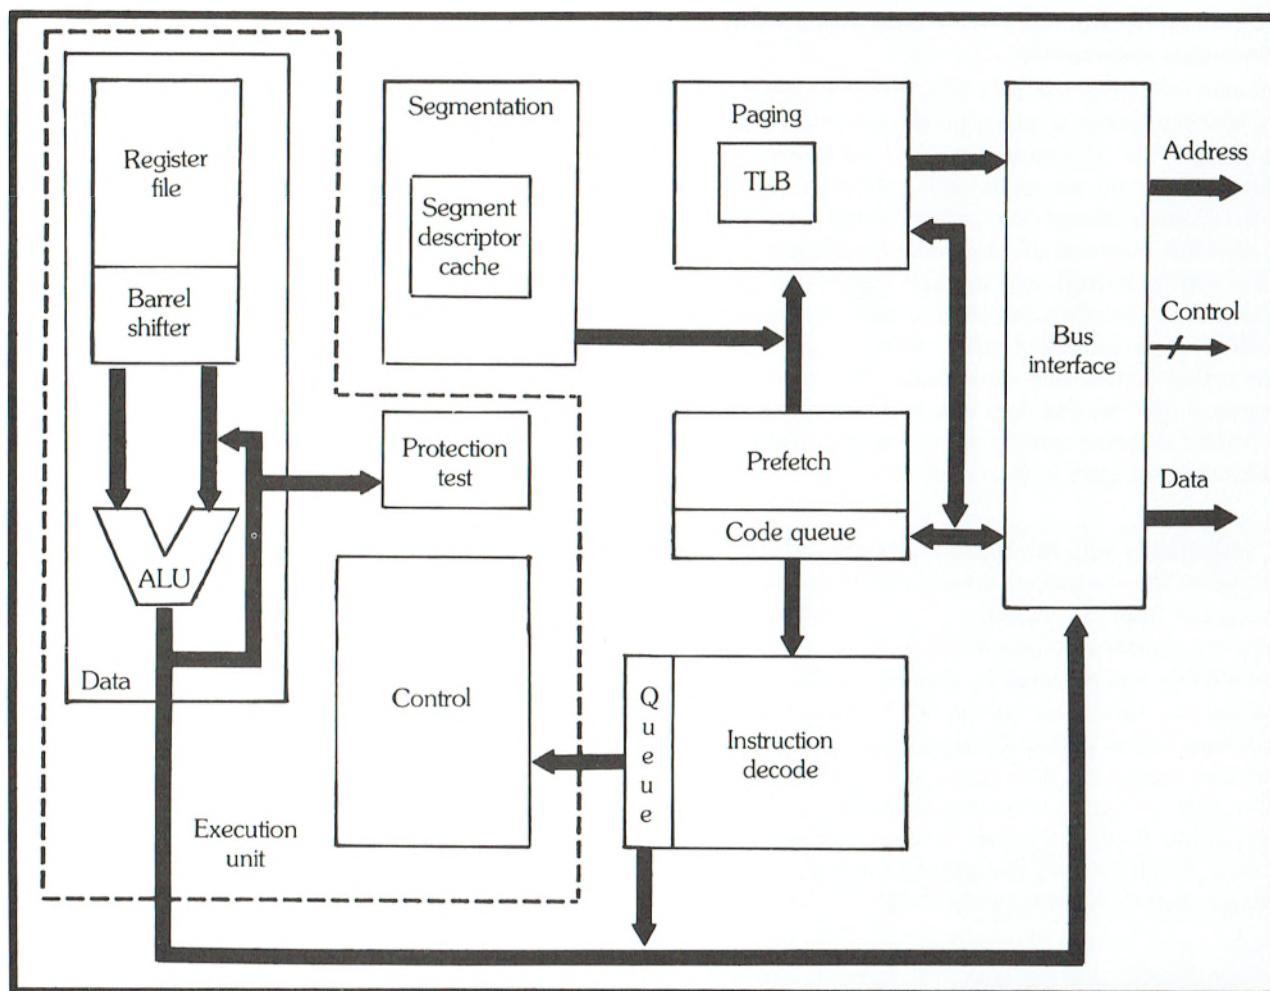 Register
file
Barrel
shifter
ALU
Data
Segmentation
Segment
descriptor
cache
Protection
test
Control
Execution
unit
Paging
TLB
Prefetch
Code queue
Queue
Instruction
decode
Bus
interface
Address
Control
Data